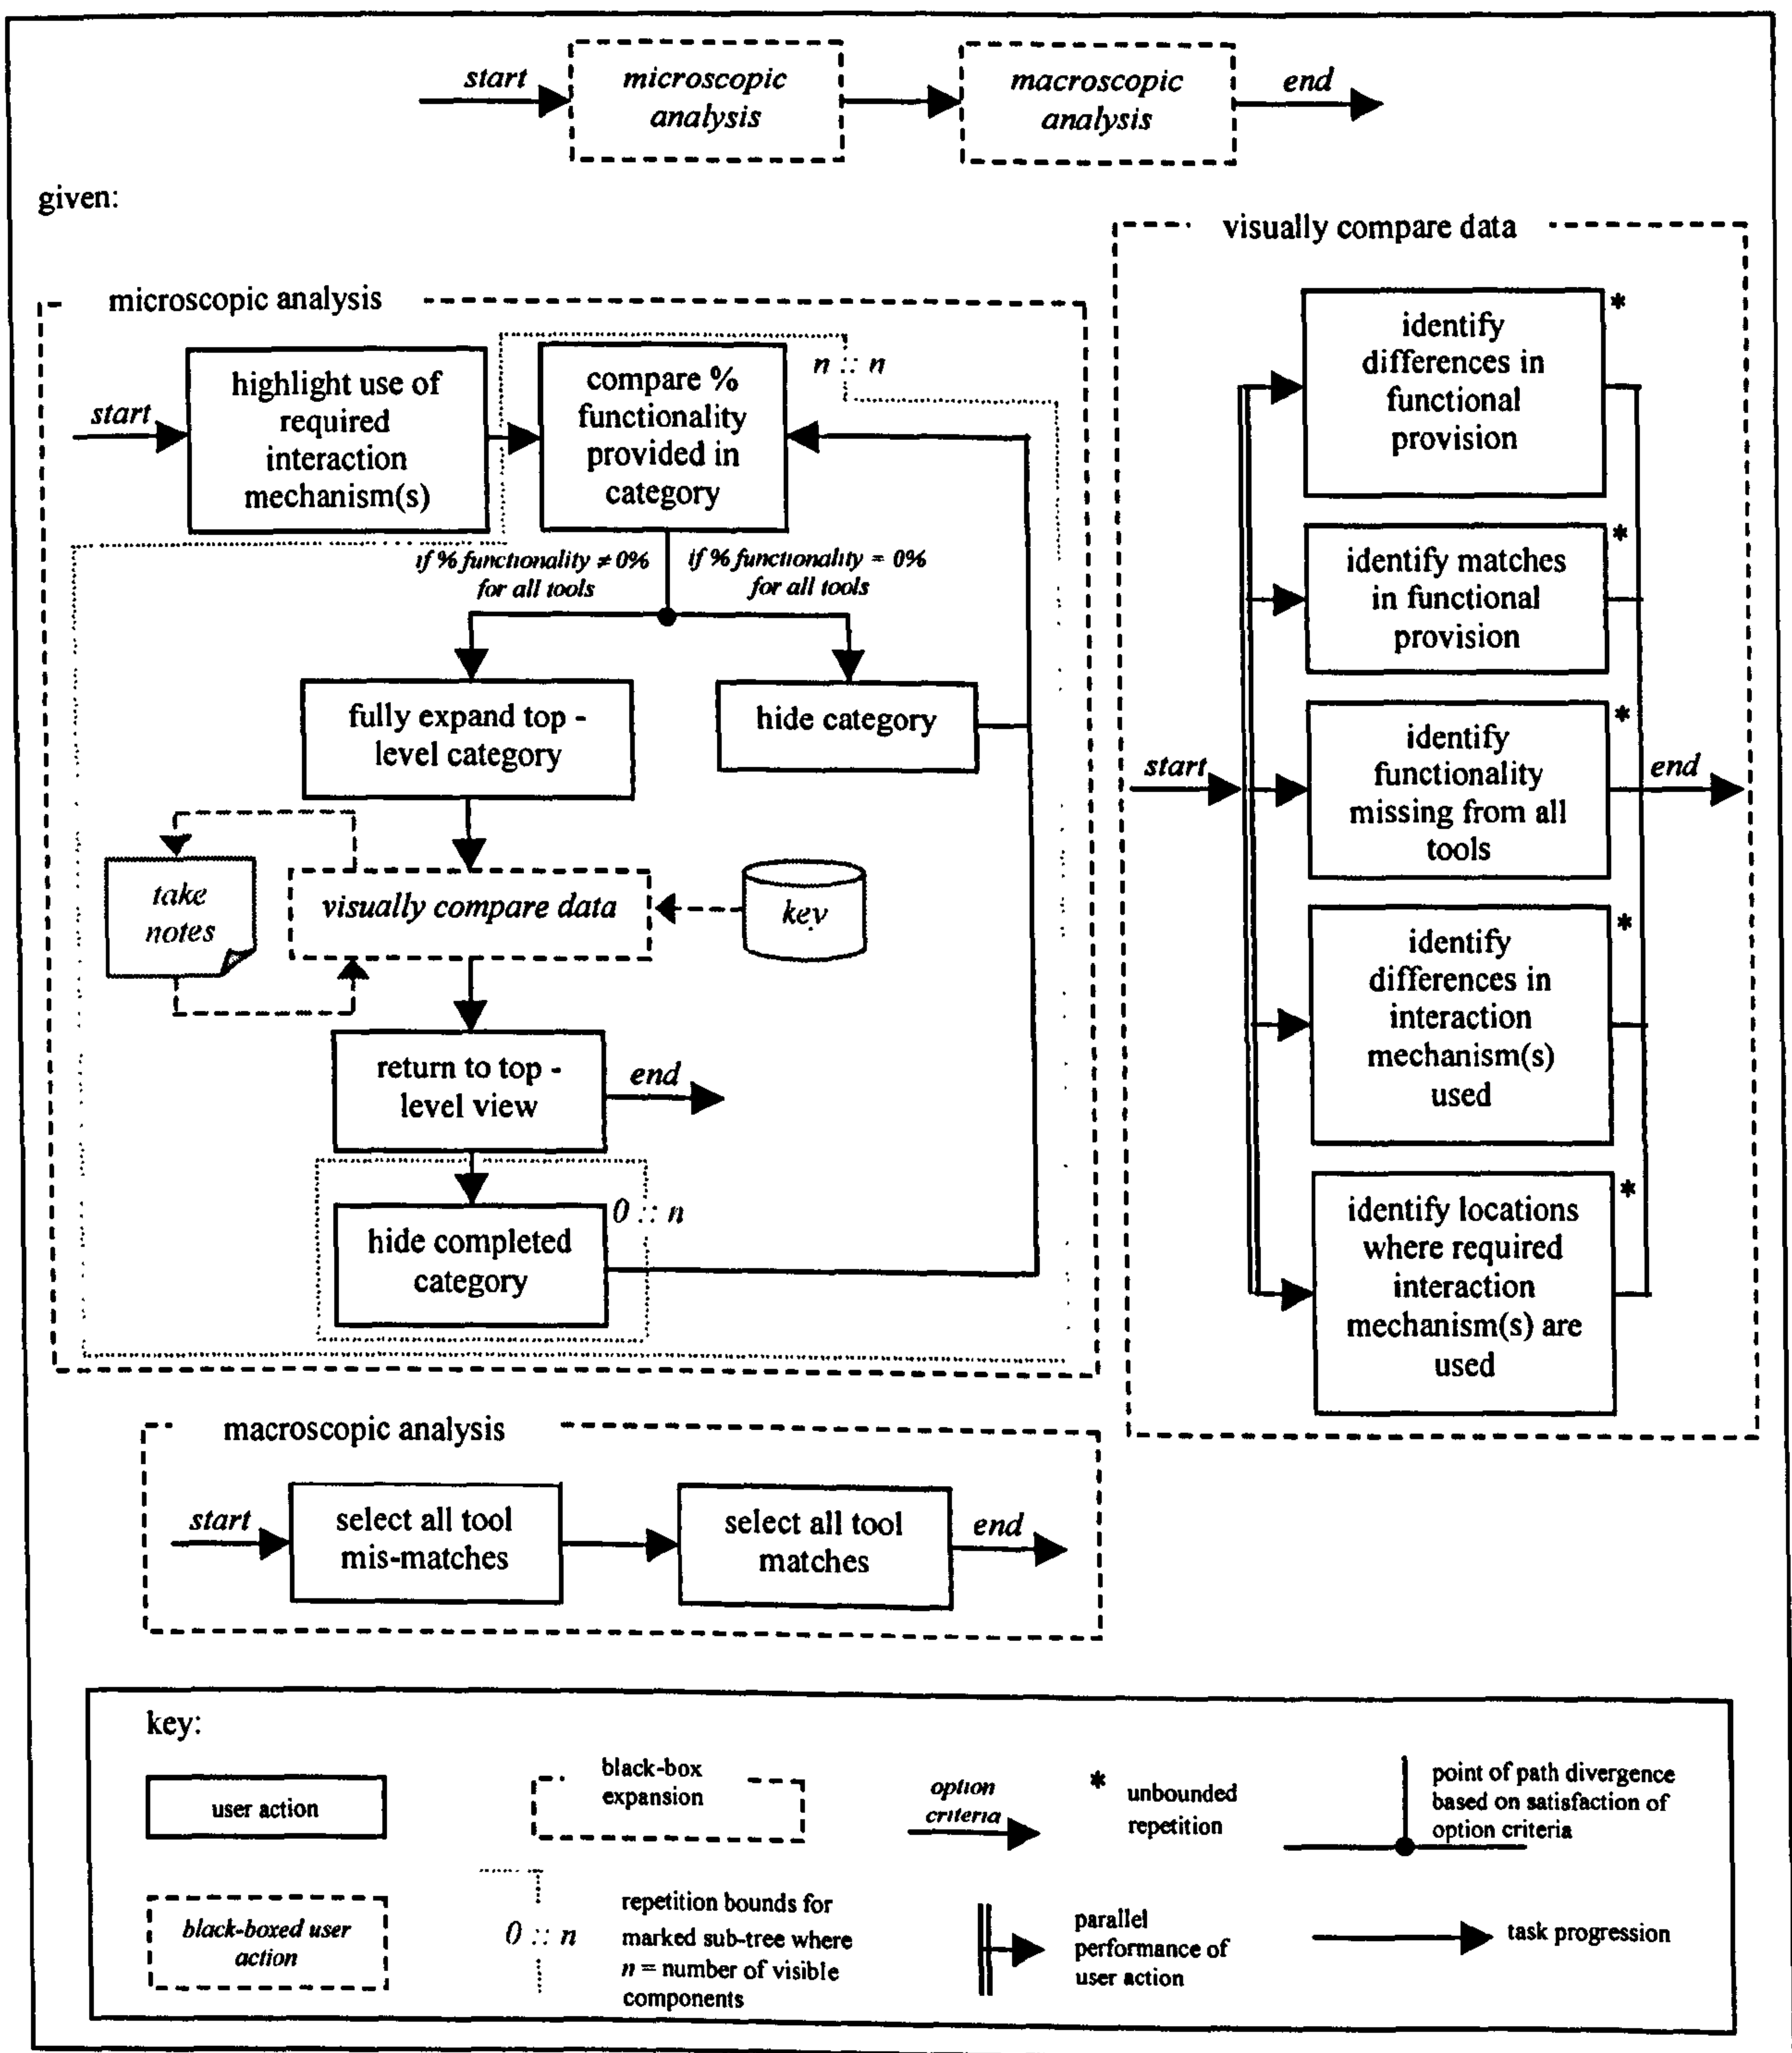 start
microscopic
analysis
macroscopic
analysis
end
given:
microscopic analysis
start
highlight use of
required
interaction
mechanism(s)
compare %
functionality
provided in
category
n :: n
if % functionality ≠ 0%
for all tools
if % functionality = 0%
for all tools
fully expand top -
level category
hide category
take
notes
visually compare data
key
return to top -
level view
end
hide completed
category
0 :: n
visually compare data
start
identify
differences in
functional
provision
*
identify matches
in functional
provision
*
identify
functionality
missing from all
tools
*
identify
differences in
interaction
mechanism(s)
used
*
identify locations
where required
interaction
mechanism(s) are
used
*
end
macroscopic analysis
start
select all tool
mis-matches
select all tool
matches
end
key:
user action
black-box
expansion
option
criteria
* unbounded
repetition
point of path divergence
based on satisfaction of
option criteria
black-boxed user
action
0 :: n
repetition bounds for
marked sub-tree where
n = number of visible
components
parallel
performance of
user action
task progression